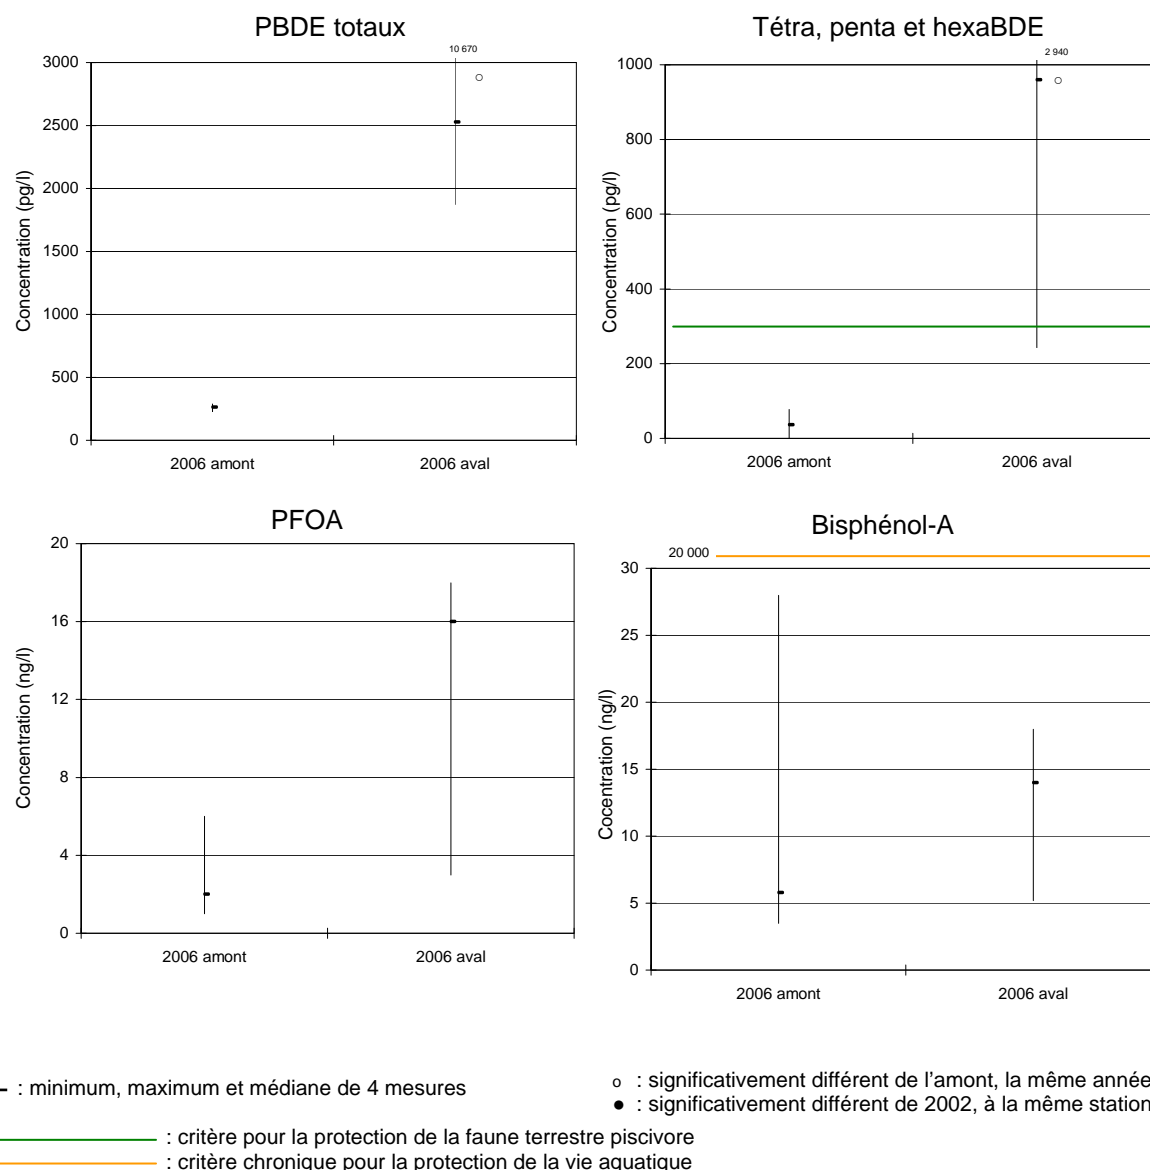 PBDE totaux
10 670
3000
2500
2000
1500
1000
500
0
Concentration (pg/l)
2006 amont
2006 aval
Tétra, penta et hexaBDE
2 940
1000
800
600
400
200
0
Concentration (pg/l)
2006 amont
2006 aval
PFOA
20
16
12
8
4
0
Concentration (ng/l)
2006 amont
2006 aval
Bisphénol-A
20 000
30
25
20
15
10
5
0
Cocentration (ng/l)
2006 amont
2006 aval
: minimum, maximum et médiane de 4 mesures
o : significativement différent de l'amont, la même année
● : significativement différent de 2002, à la même station
: critère pour la protection de la faune terrestre piscivore
: critère chronique pour la protection de la vie aquatique